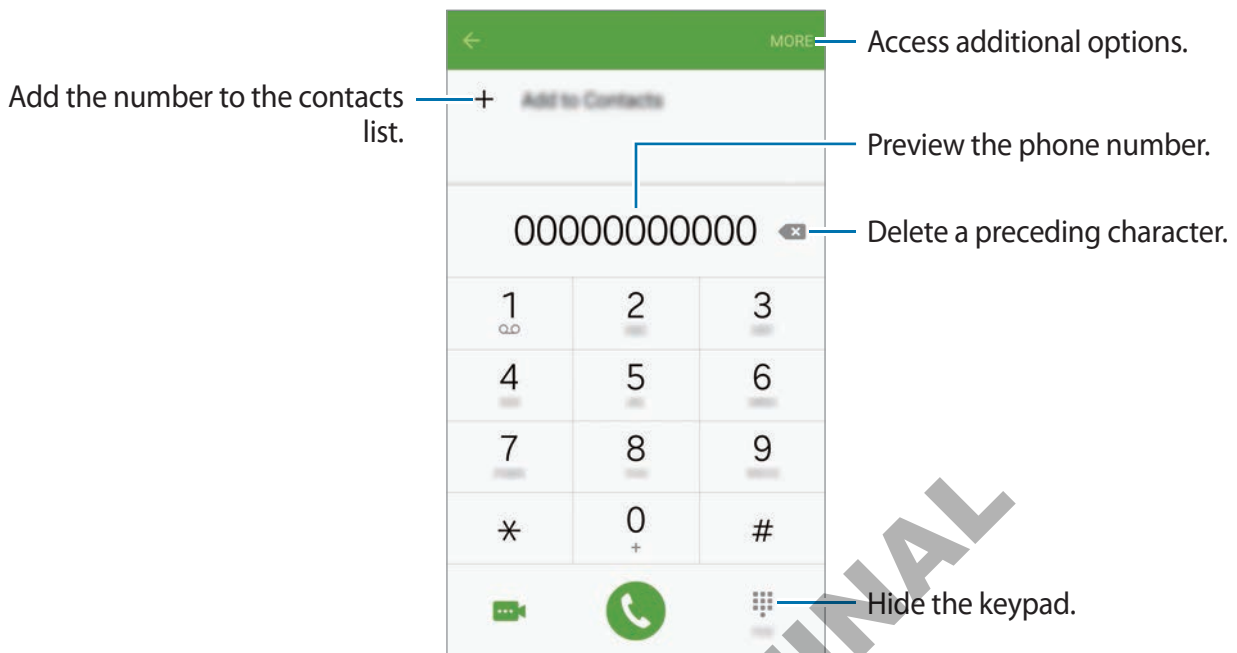 MORE
Access additional options.
Add the number to the contacts
list.
Add to Contacts
Preview the phone number.
00000000000
Delete a preceding character.
1 2 3
4 5 6
7 8 9
* 0 #
+
Hide the keypad.